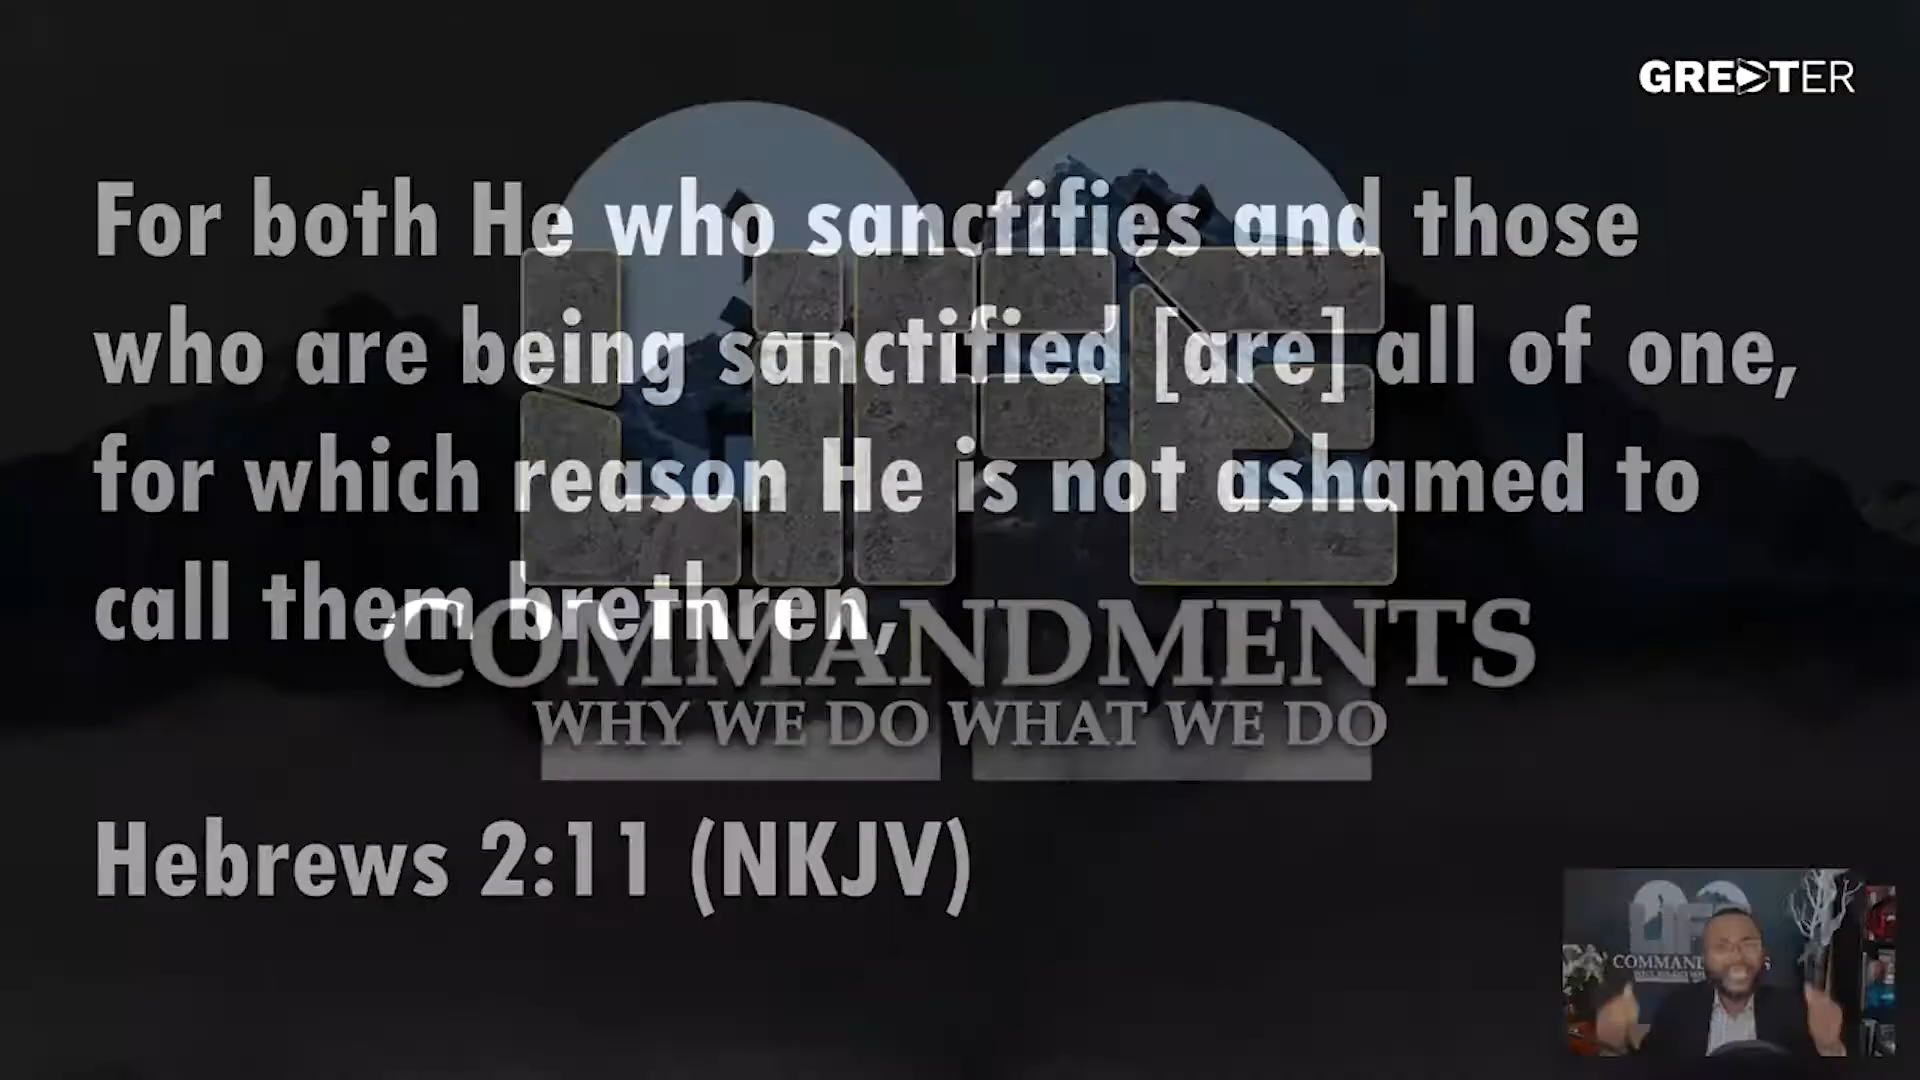 GREATER
For both He who sanctifies and those
who are being sanctified [are] all of one,
for which reason He is not ashamed to
call them brethren,
LIFE
COMMANDMENTS
WHY WE DO WHAT WE DO
Hebrews 2:11 (NKJV)